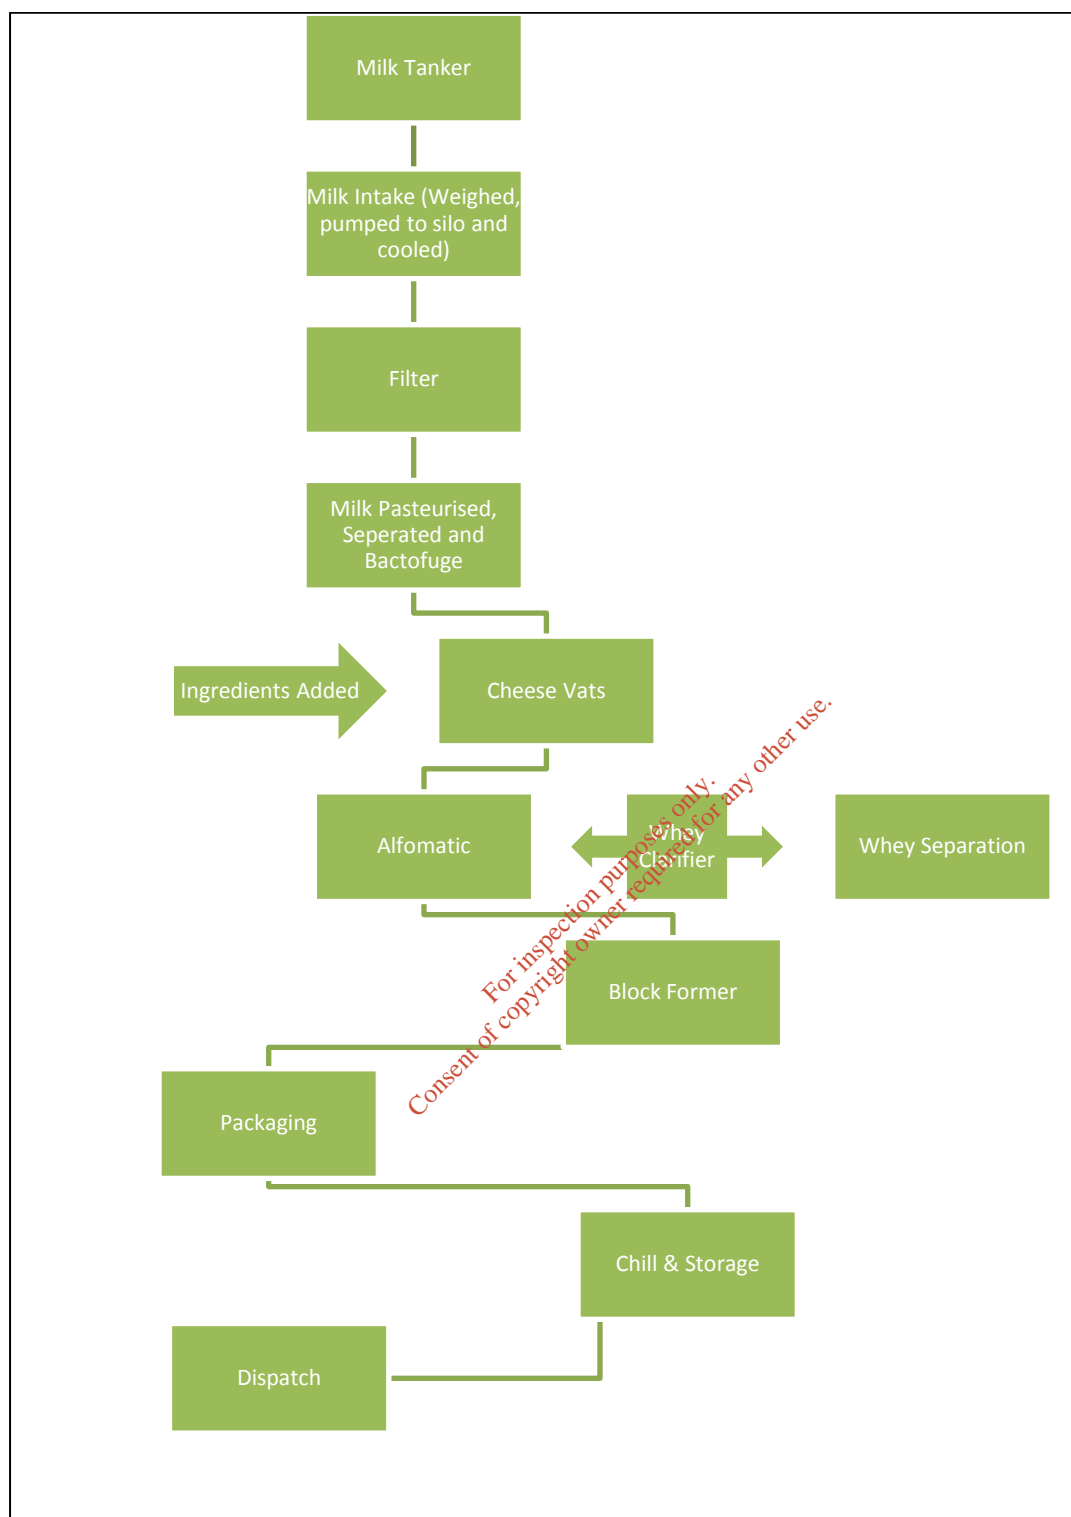 Milk Tanker
Milk Intake (Weighed,
pumped to silo and
cooled)
Filter
Milk Pasteurised,
Seperated and
Bactofuge
Ingredients Added
Cheese Vats
Alfomatic
Whey
Clarifier
Whey Separation
Block Former
Packaging
Chill & Storage
Dispatch
For inspection purposes only.
Consent of copyright owner required for any other use.